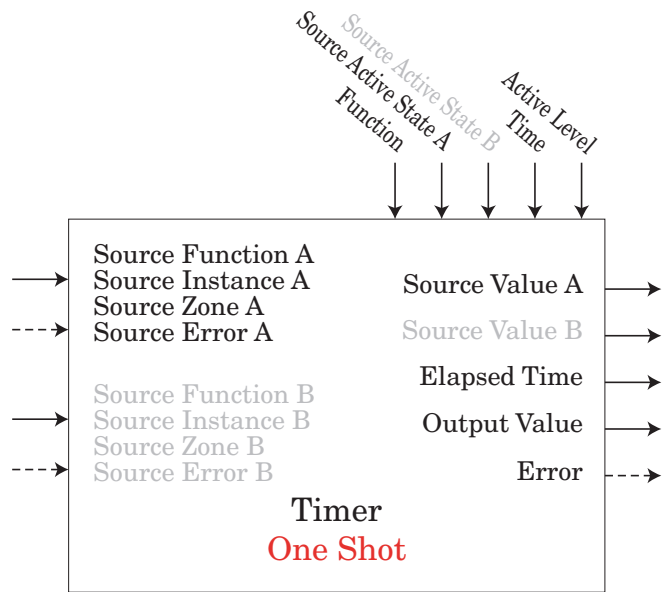 Function
Source Active State A
Source Active State B
Time
Active Level
Source Function A
Source Instance A
Source Zone A
Source Error A
Source Function B
Source Instance B
Source Zone B
Source Error B
Source Value A
Source Value B
Elapsed Time
Output Value
Error
Timer
One Shot